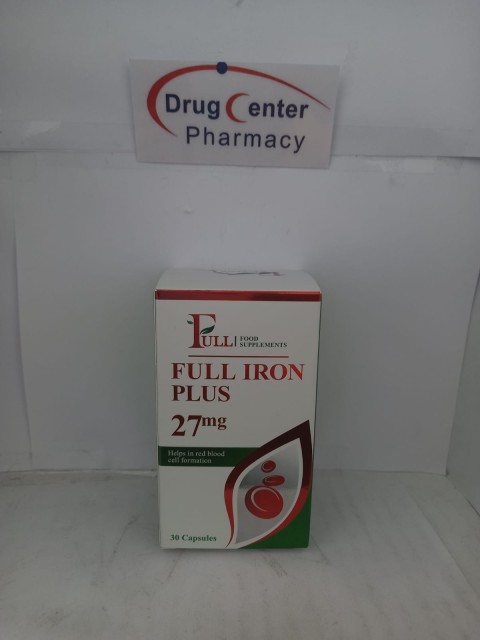 Drug Center
Pharmacy
FULL FOOD
SUPPLEMENTS
FULL IRON
PLUS
27mg
Helps in red blood
cell formation
30 Capsules